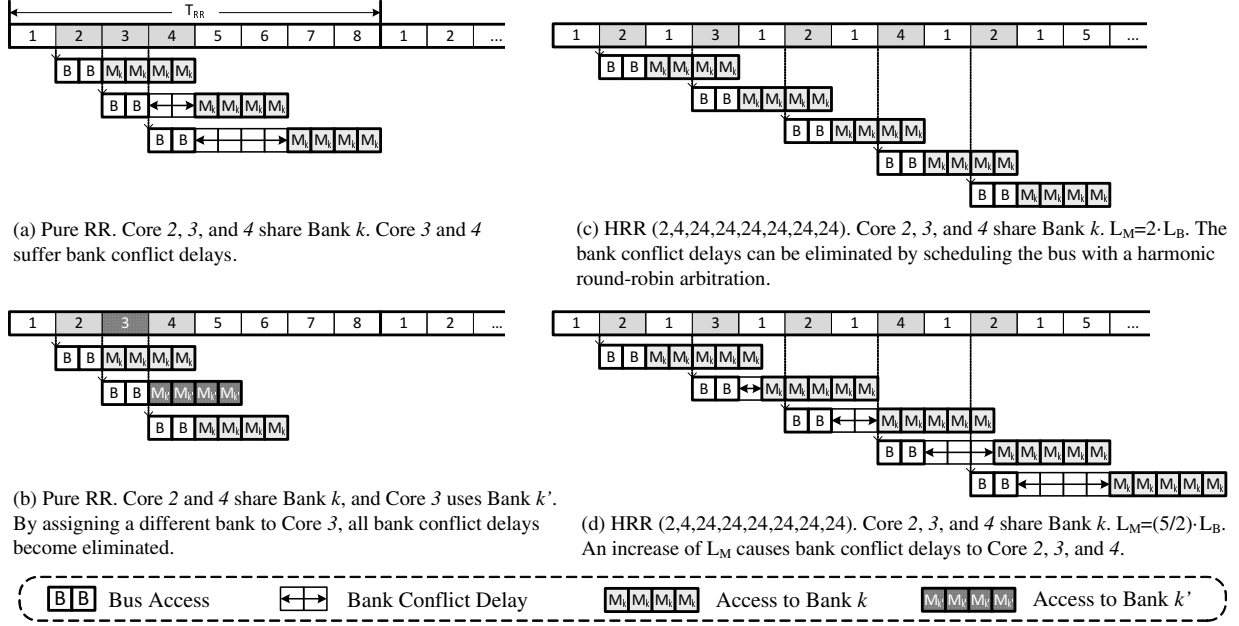 T_RR
1 2 3 4 5 6 7 8 1 2 ...
B B M_k M_k M_k M_k
B B M_k M_k M_k M_k
B B M_k M_k M_k M_k
(a) Pure RR. Core 2, 3, and 4 share Bank k. Core 3 and 4
suffer bank conflict delays.
1 2 3 4 5 6 7 8 1 2 ...
B B M_k M_k M_k M_k
B B M_k' M_k' M_k' M_k'
B B M_k M_k M_k M_k
(b) Pure RR. Core 2 and 4 share Bank k, and Core 3 uses Bank k’.
By assigning a different bank to Core 3, all bank conflict delays
become eliminated.
1 2 1 3 1 2 1 4 1 2 1 5 ...
B B M_k M_k M_k M_k
B B M_k M_k M_k M_k
B B M_k M_k M_k M_k
B B M_k M_k M_k M_k
B B M_k M_k M_k M_k
(c) HRR (2,4,24,24,24,24,24,24). Core 2, 3, and 4 share Bank k. L_M=2·L_B. The
bank conflict delays can be eliminated by scheduling the bus with a harmonic
round-robin arbitration.
1 2 1 3 1 2 1 4 1 2 1 5 ...
B B M_k M_k M_k M_k M_k
B B M_k M_k M_k M_k M_k
B B M_k M_k M_k M_k M_k
B B M_k M_k M_k M_k M_k
B B M_k M_k M_k M_k M_k
(d) HRR (2,4,24,24,24,24,24,24). Core 2, 3, and 4 share Bank k. L_M=(5/2)·L_B.
An increase of L_M causes bank conflict delays to Core 2, 3, and 4.
B B Bus Access Bank Conflict Delay M_k M_k M_k M_k Access to Bank k M_k' M_k' M_k' M_k' Access to Bank k’